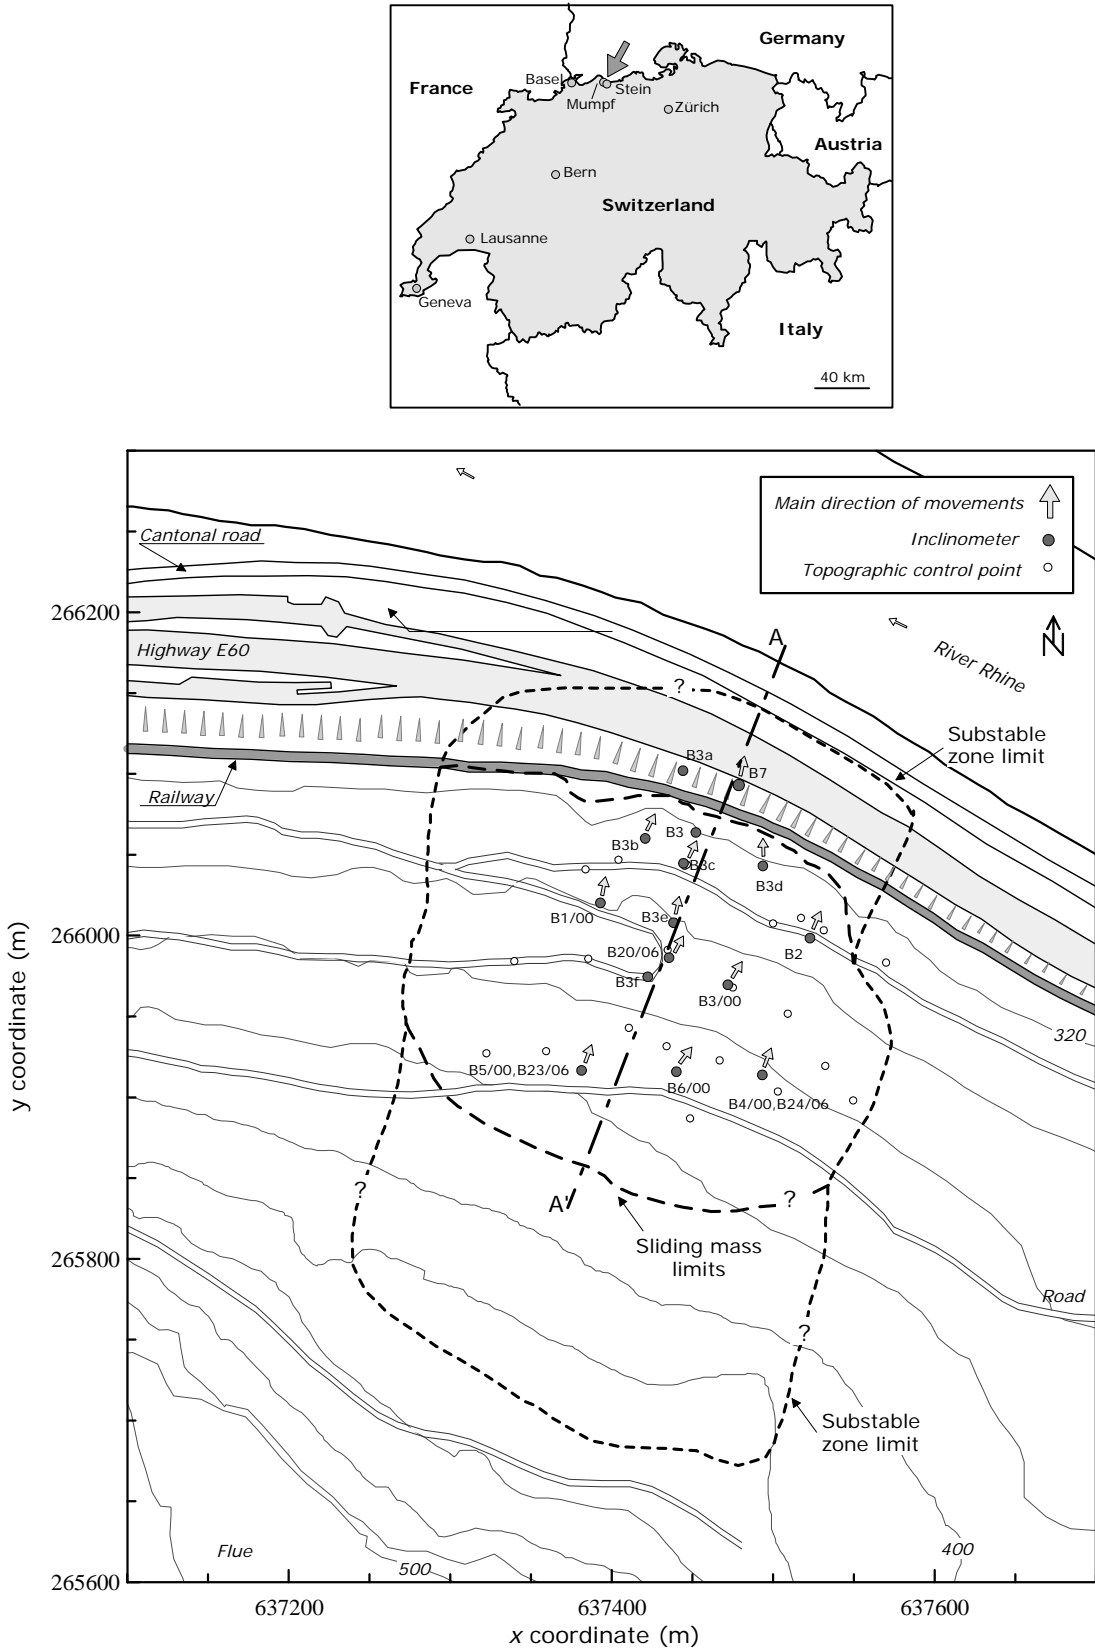 Germany
France
Basel
Stein
Mumpf
Zürich
Austria
Bern
Switzerland
Lausanne
Geneva
Italy
40 km
Main direction of movements
Inclinometer
Topographic control point
Cantonal road
266200
A
N
Highway E60
River Rhine
?
Substable
zone limit
B3a
B7
Railway
B3
B3b
B3c
B3d
B1/00
B3e
266000
B20/06
B2
B3f
B3/00
320
B5/00,B23/06
B6/00
B4/00,B24/06
y coordinate (m)
?
?
A'
Sliding mass
limits
265800
Road
?
Substable
zone limit
Flue
500
400
265600
637200
637400
637600
x coordinate (m)